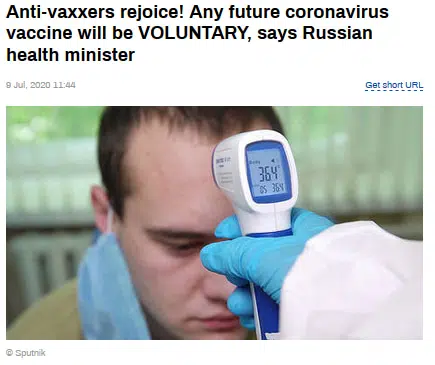 Anti-vaxxers rejoice! Any future coronavirus
vaccine will be VOLUNTARY, says Russian
health minister
9 Jul, 2020 11:44
Get short URL
36.4
© Sputnik